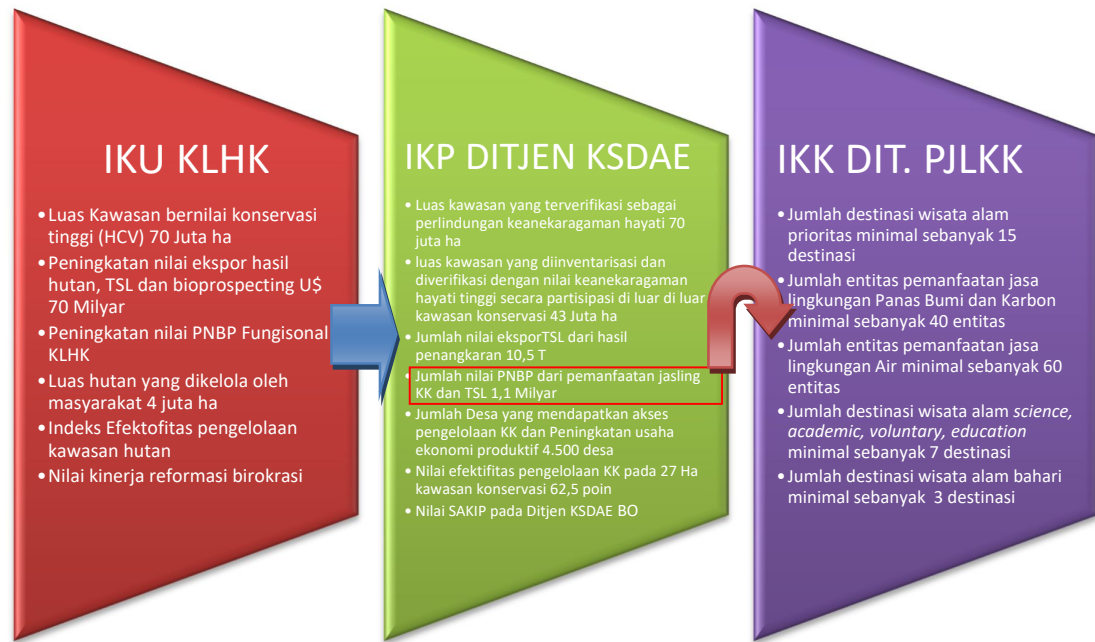 IKU KLHK
•Luas Kawasan bernilai konservasi
tinggi (HCV) 70 Juta ha
•Peningkatan nilai ekspor hasil
hutan, TSL dan bioprospecting U$
70 Milyar
•Peningkatan nilai PNBP Fungisonal
KLHK
•Luas hutan yang dikelola oleh
masyarakat 4 juta ha
•Indeks Efektofitas pengelolaan
kawasan hutan
•Nilai kinerja reformasi birokrasi
IKP DITJEN KSDAE
• Luas kawasan yang terverifikasi sebagai
perlindungan keanekaragaman hayati 70
juta ha
• luas kawasan yang diinventarisasi dan
diverifikasi dengan nilai keanekaragaman
hayati tinggi secara partisipasi di luar di luar
kawasan konservasi 43 Juta ha
• Jumlah nilai eksporTSL dari hasil
penangkaran 10,5 T
• Jumlah nilai PNBP dari pemanfaatan jasling
KK dan TSL 1,1 Milyar
• Jumlah Desa yang mendapatkan akses
pengelolaan KK dan Peningkatan usaha
ekonomi produktif 4.500 desa
• Nilai efektifitas pengelolaan KK pada 27 Ha
kawasan konservasi 62,5 poin
• Nilai SAKIP pada Ditjen KSDAE BO
IKK DIT. PJLKK
•Jumlah destinasi wisata alam
prioritas minimal sebanyak 15
destinasi
•Jumlah entitas pemanfaatan jasa
lingkungan Panas Bumi dan Karbon
minimal sebanyak 40 entitas
•Jumlah entitas pemanfaatan jasa
lingkungan Air minimal sebanyak 60
entitas
•Jumlah destinasi wisata alam science,
academic, voluntary, education
minimal sebanyak 7 destinasi
•Jumlah destinasi wisata alam bahari
minimal sebanyak 3 destinasi